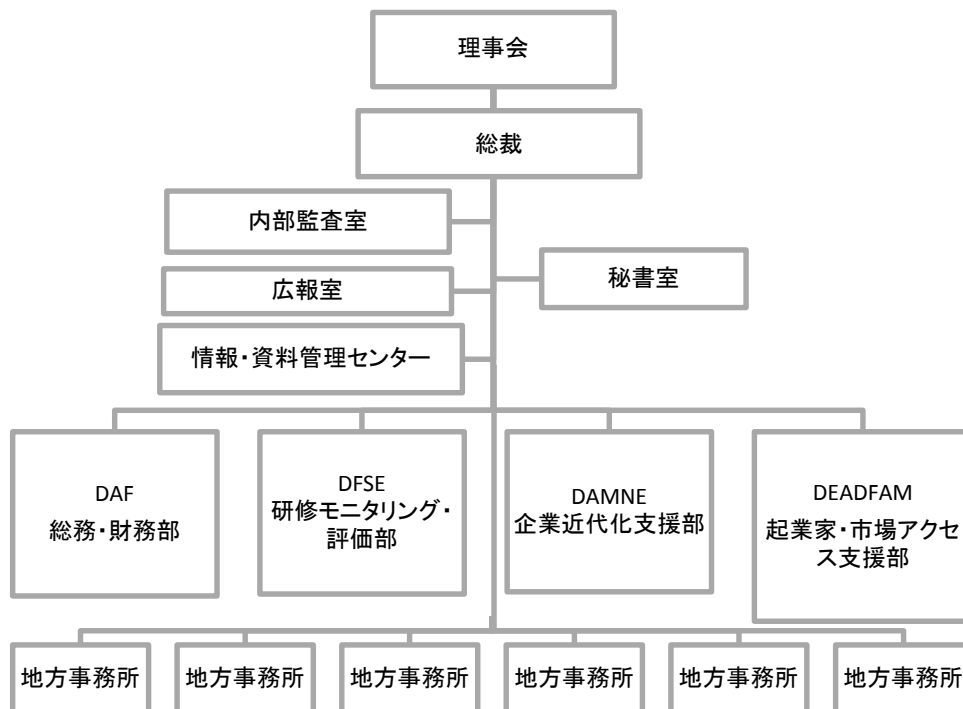 理事会
総裁
内部監査室
秘書室
広報室
情報・資料管理センター
DAF
総務・財務部
DFSE
研修モニタリング・
評価部
DAMNE
企業近代化支援部
DEADFAM
起業家・市場アクセ
ス支援部
地方事務所
地方事務所
地方事務所
地方事務所
地方事務所
地方事務所